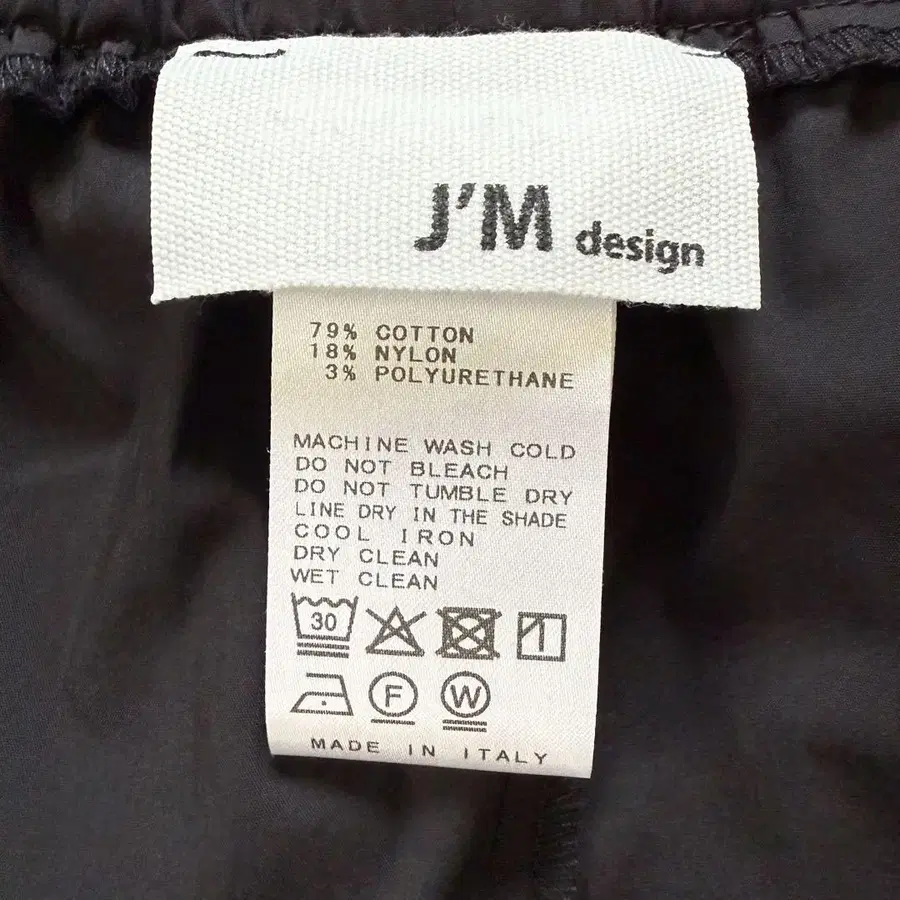 J'M design
79% COTTON
18% NYLON
3% POLYURETHANE
MACHINE WASH COLD
DO NOT BLEACH
DO NOT TUMBLE DRY
LINE DRY IN THE SHADE
COOL IRON
DRY CLEAN
WET CLEAN
30
F W
MADE IN ITALY